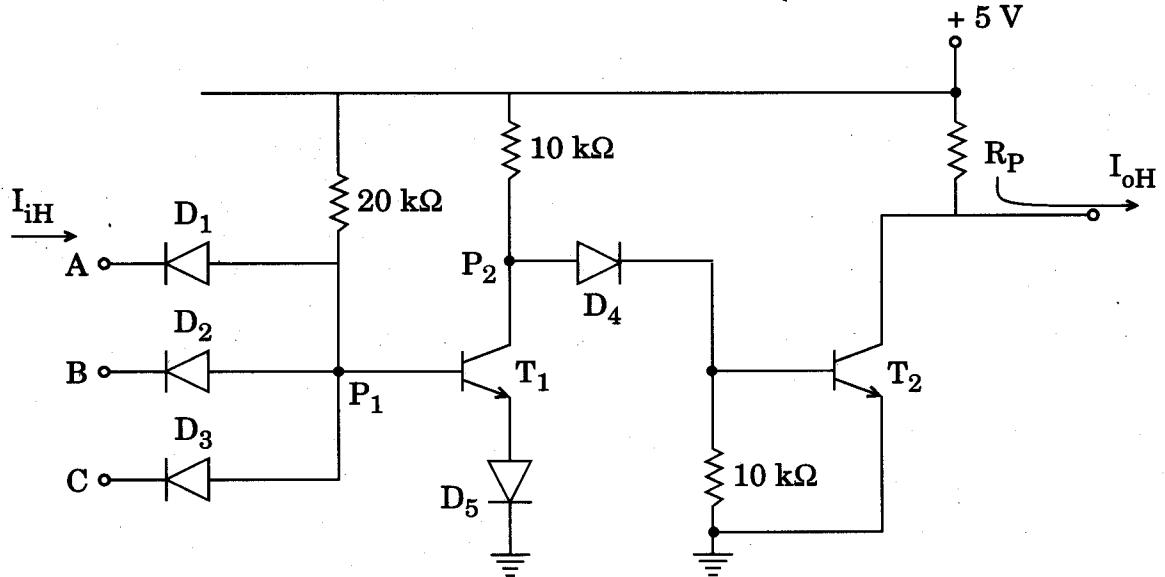 + 5 V
10 kΩ
R_P
I_oH
I_iH
D_1
20 kΩ
A
P_2
D_4
D_2
B
P_1
T_1
T_2
D_3
C
D_5
10 kΩ